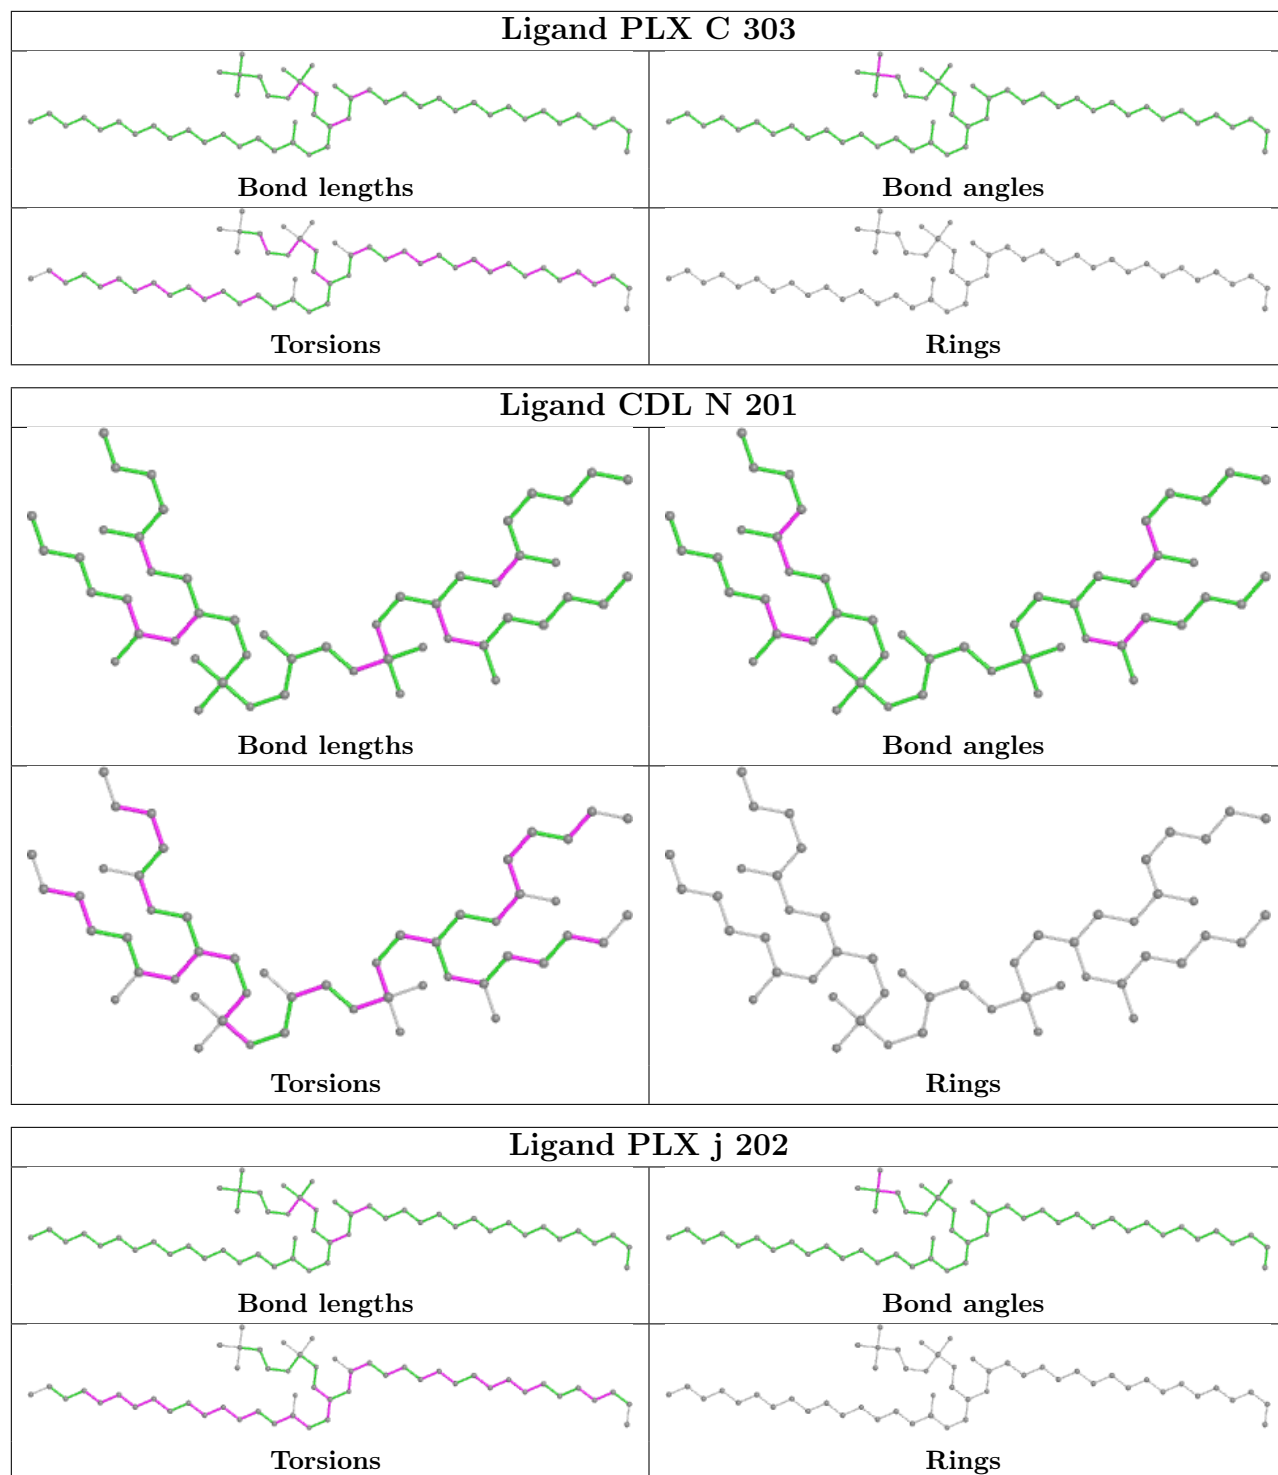 Ligand PLX C 303
Bond lengths
Bond angles
Torsions
Rings
Ligand CDL N 201
Bond lengths
Bond angles
Torsions
Rings
Ligand PLX j 202
Bond lengths
Bond angles
Torsions
Rings